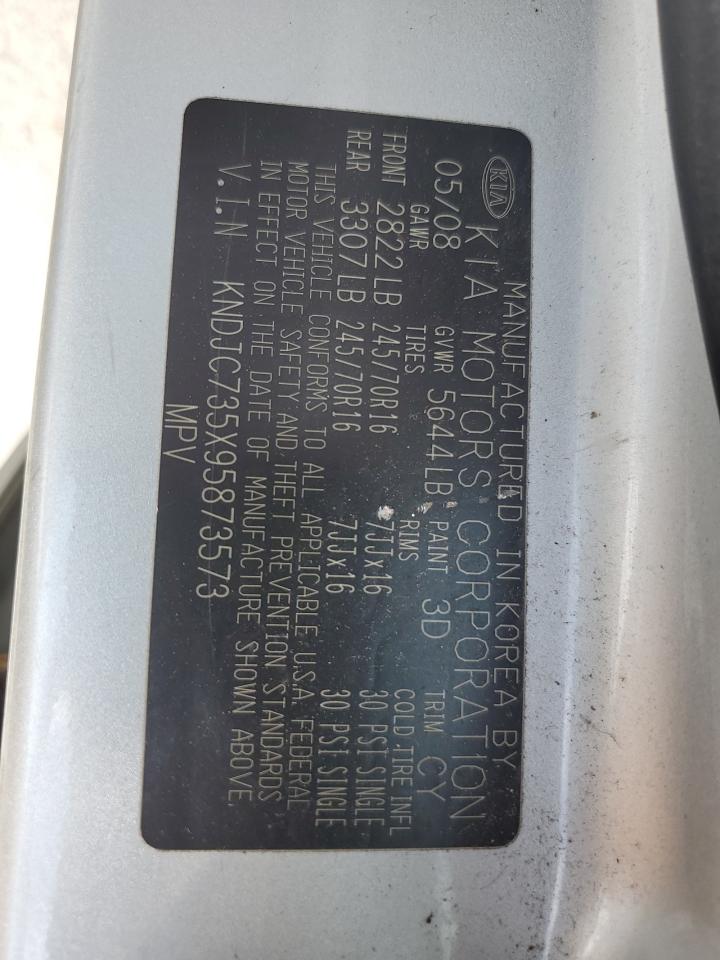 MANUFACTURED IN KOREA BY
KIA KIA MOTORS CORPORATION
05/08 GVWR 5644LB PAINT 3D TRIM CY
GAWR TIRES RIMS COLD TIRE INFL
FRONT 2822LB 245/70R16 7JJx16 30 PSI SINGLE
REAR 3307LB 245/70R16 7JJx16 30 PSI SINGLE
THIS VEHICLE CONFORMS TO ALL APPLICABLE U.S.A. FEDERAL
MOTOR VEHICLE SAFETY AND THEFT PREVENTION STANDARDS
IN EFFECT ON THE DATE OF MANUFACTURE SHOWN ABOVE.
V.I.N KNDJC735X95873573
MPV